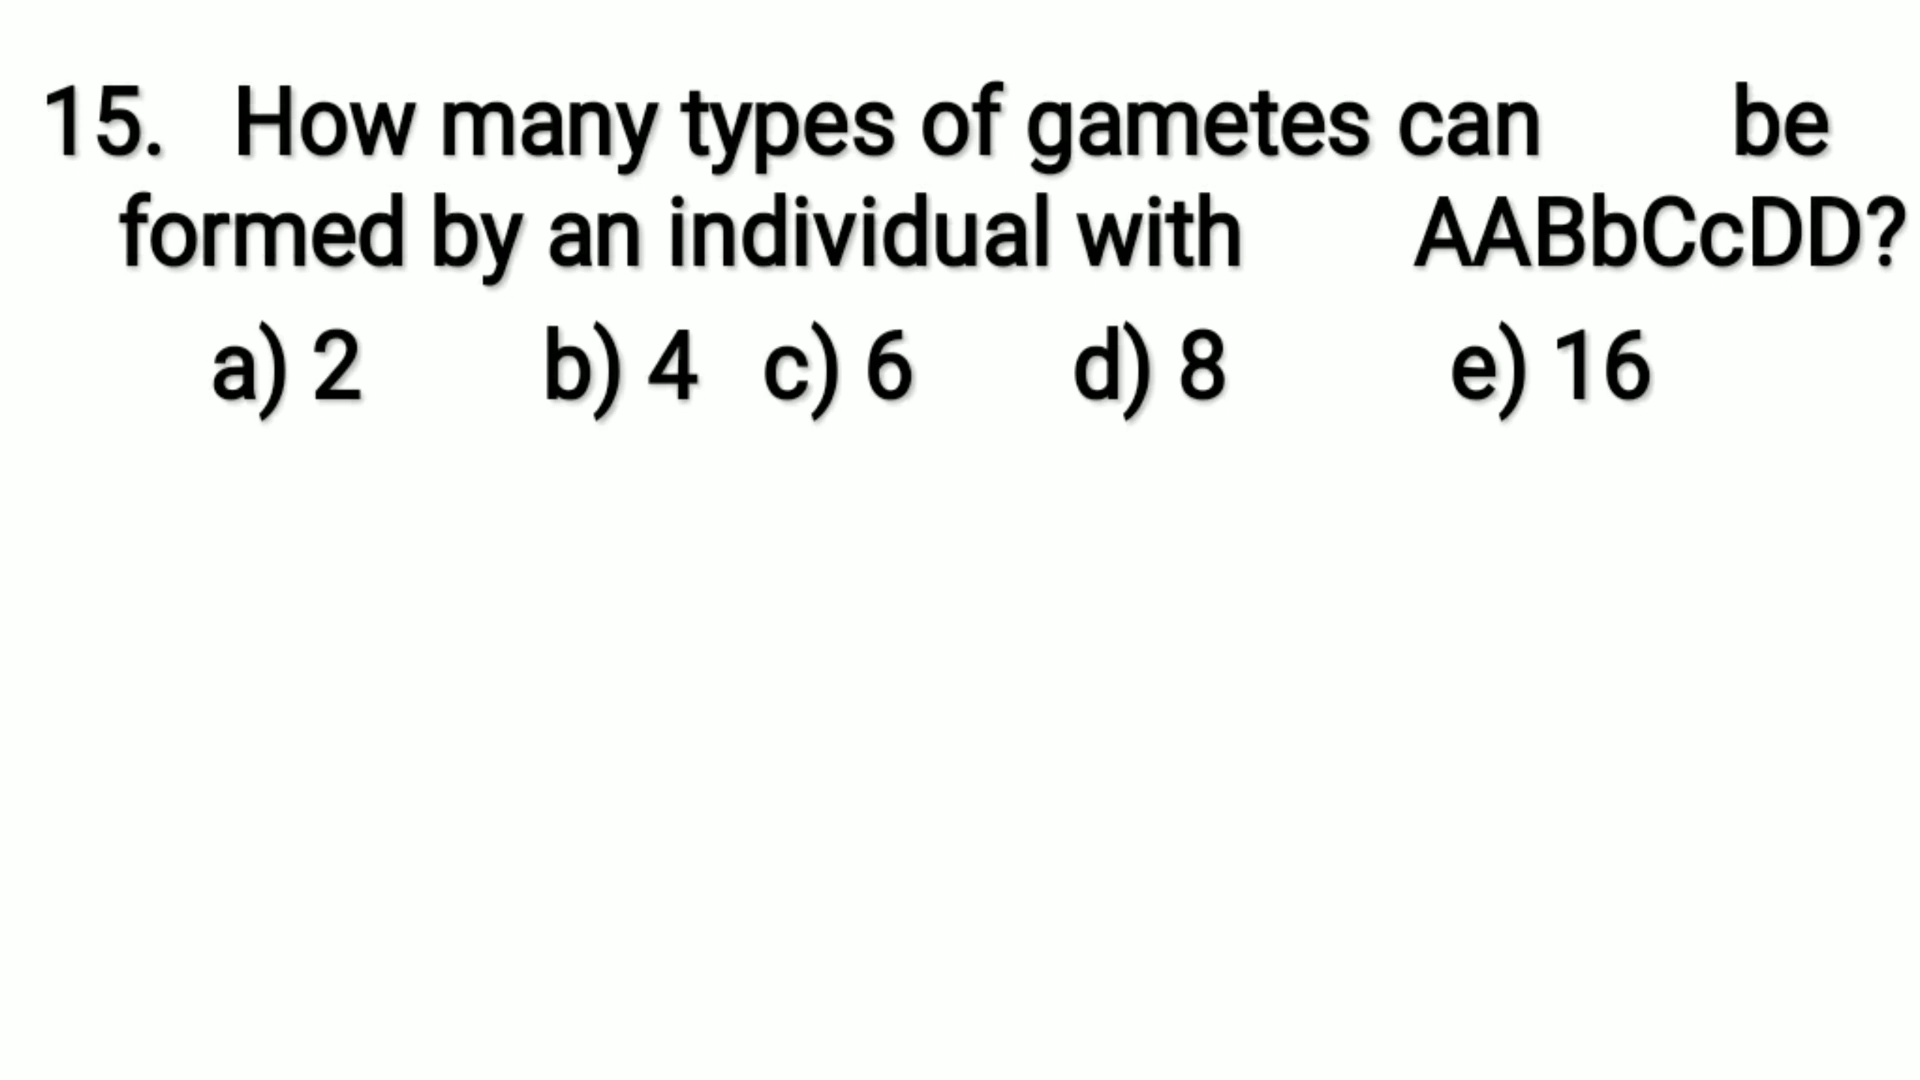 15. How many types of gametes can be
formed by an individual with AABbCcDD?
a) 2 b) 4 c) 6 d) 8 e) 16